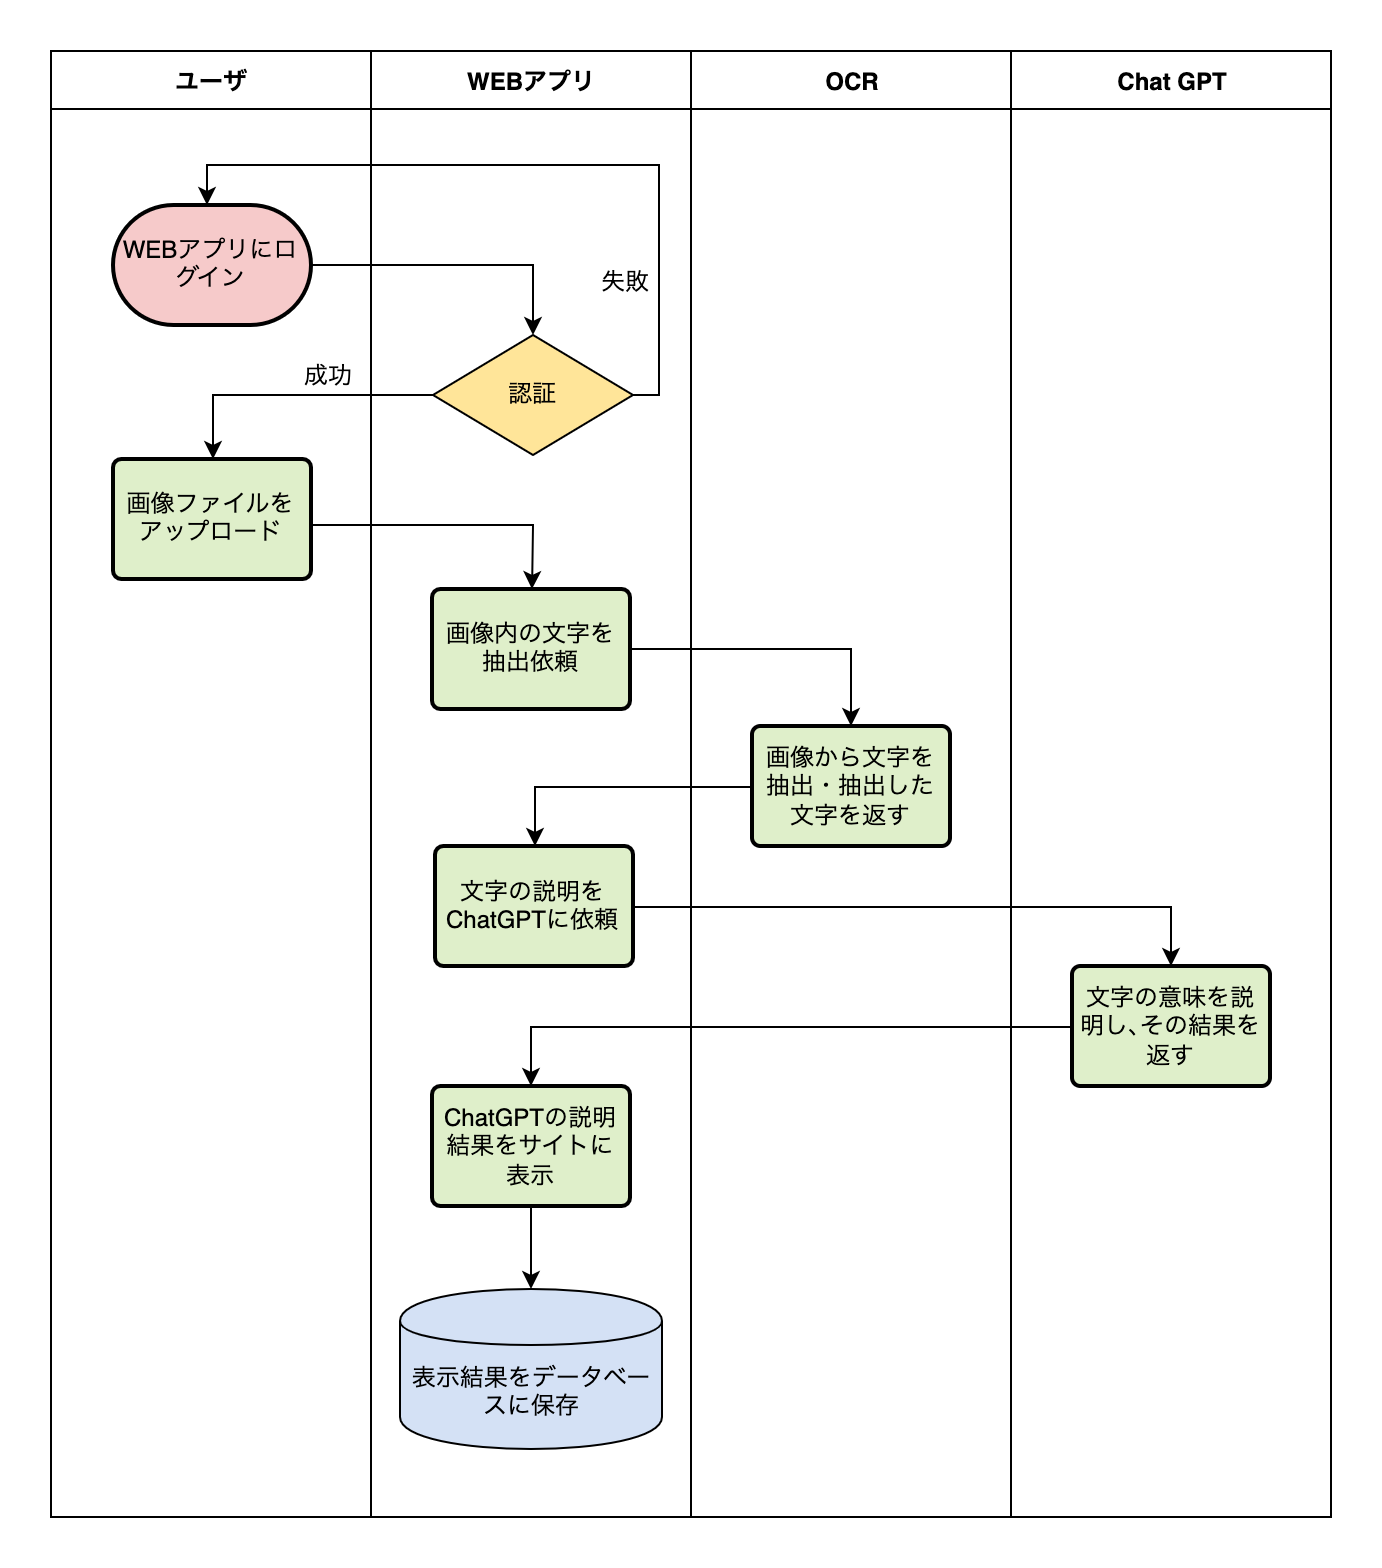 ユーザ
WEBアプリ
OCR
Chat GPT
WEBアプリにロ
グイン
失敗
成功
認証
画像ファイルを
アップロード
画像内の文字を
抽出依頼
画像から文字を
抽出・抽出した
文字を返す
文字の説明を
ChatGPTに依頼
文字の意味を説
明し、その結果を
返す
ChatGPTの説明
結果をサイトに
表示
表示結果をデータベー
スに保存